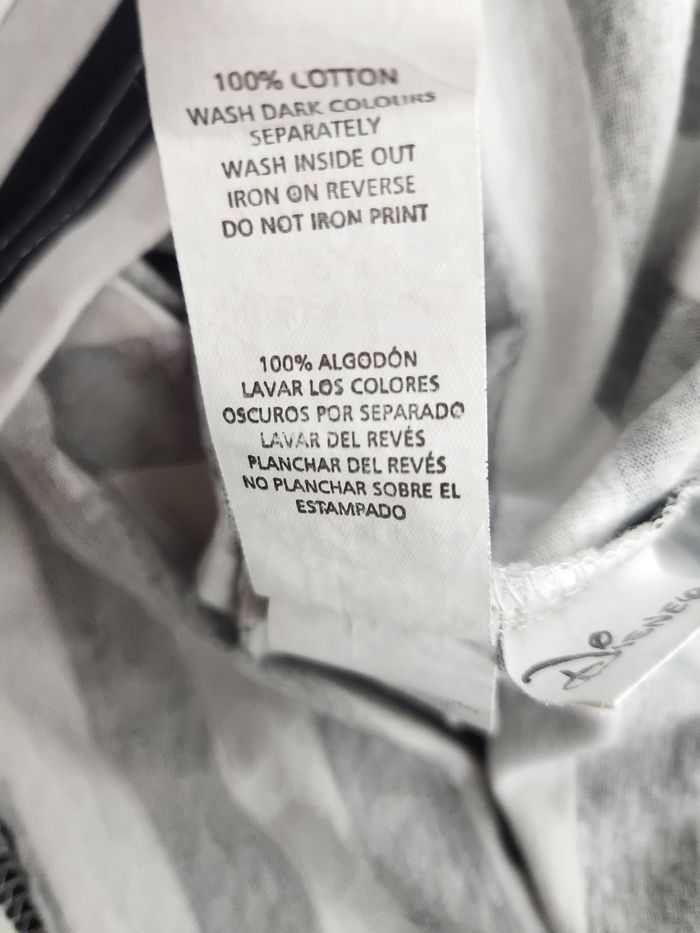 100% COTTON
WASH DARK COLOURS
SEPARATELY
WASH INSIDE OUT
IRON ON REVERSE
DO NOT IRON PRINT
100% ALGODÓN
LAVAR LOS COLORES
OSCUROS POR SEPARADO
LAVAR DEL REVÉS
PLANCHAR DEL REVÉS
NO PLANCHAR SOBRE EL
ESTAMPADO
DISNEY